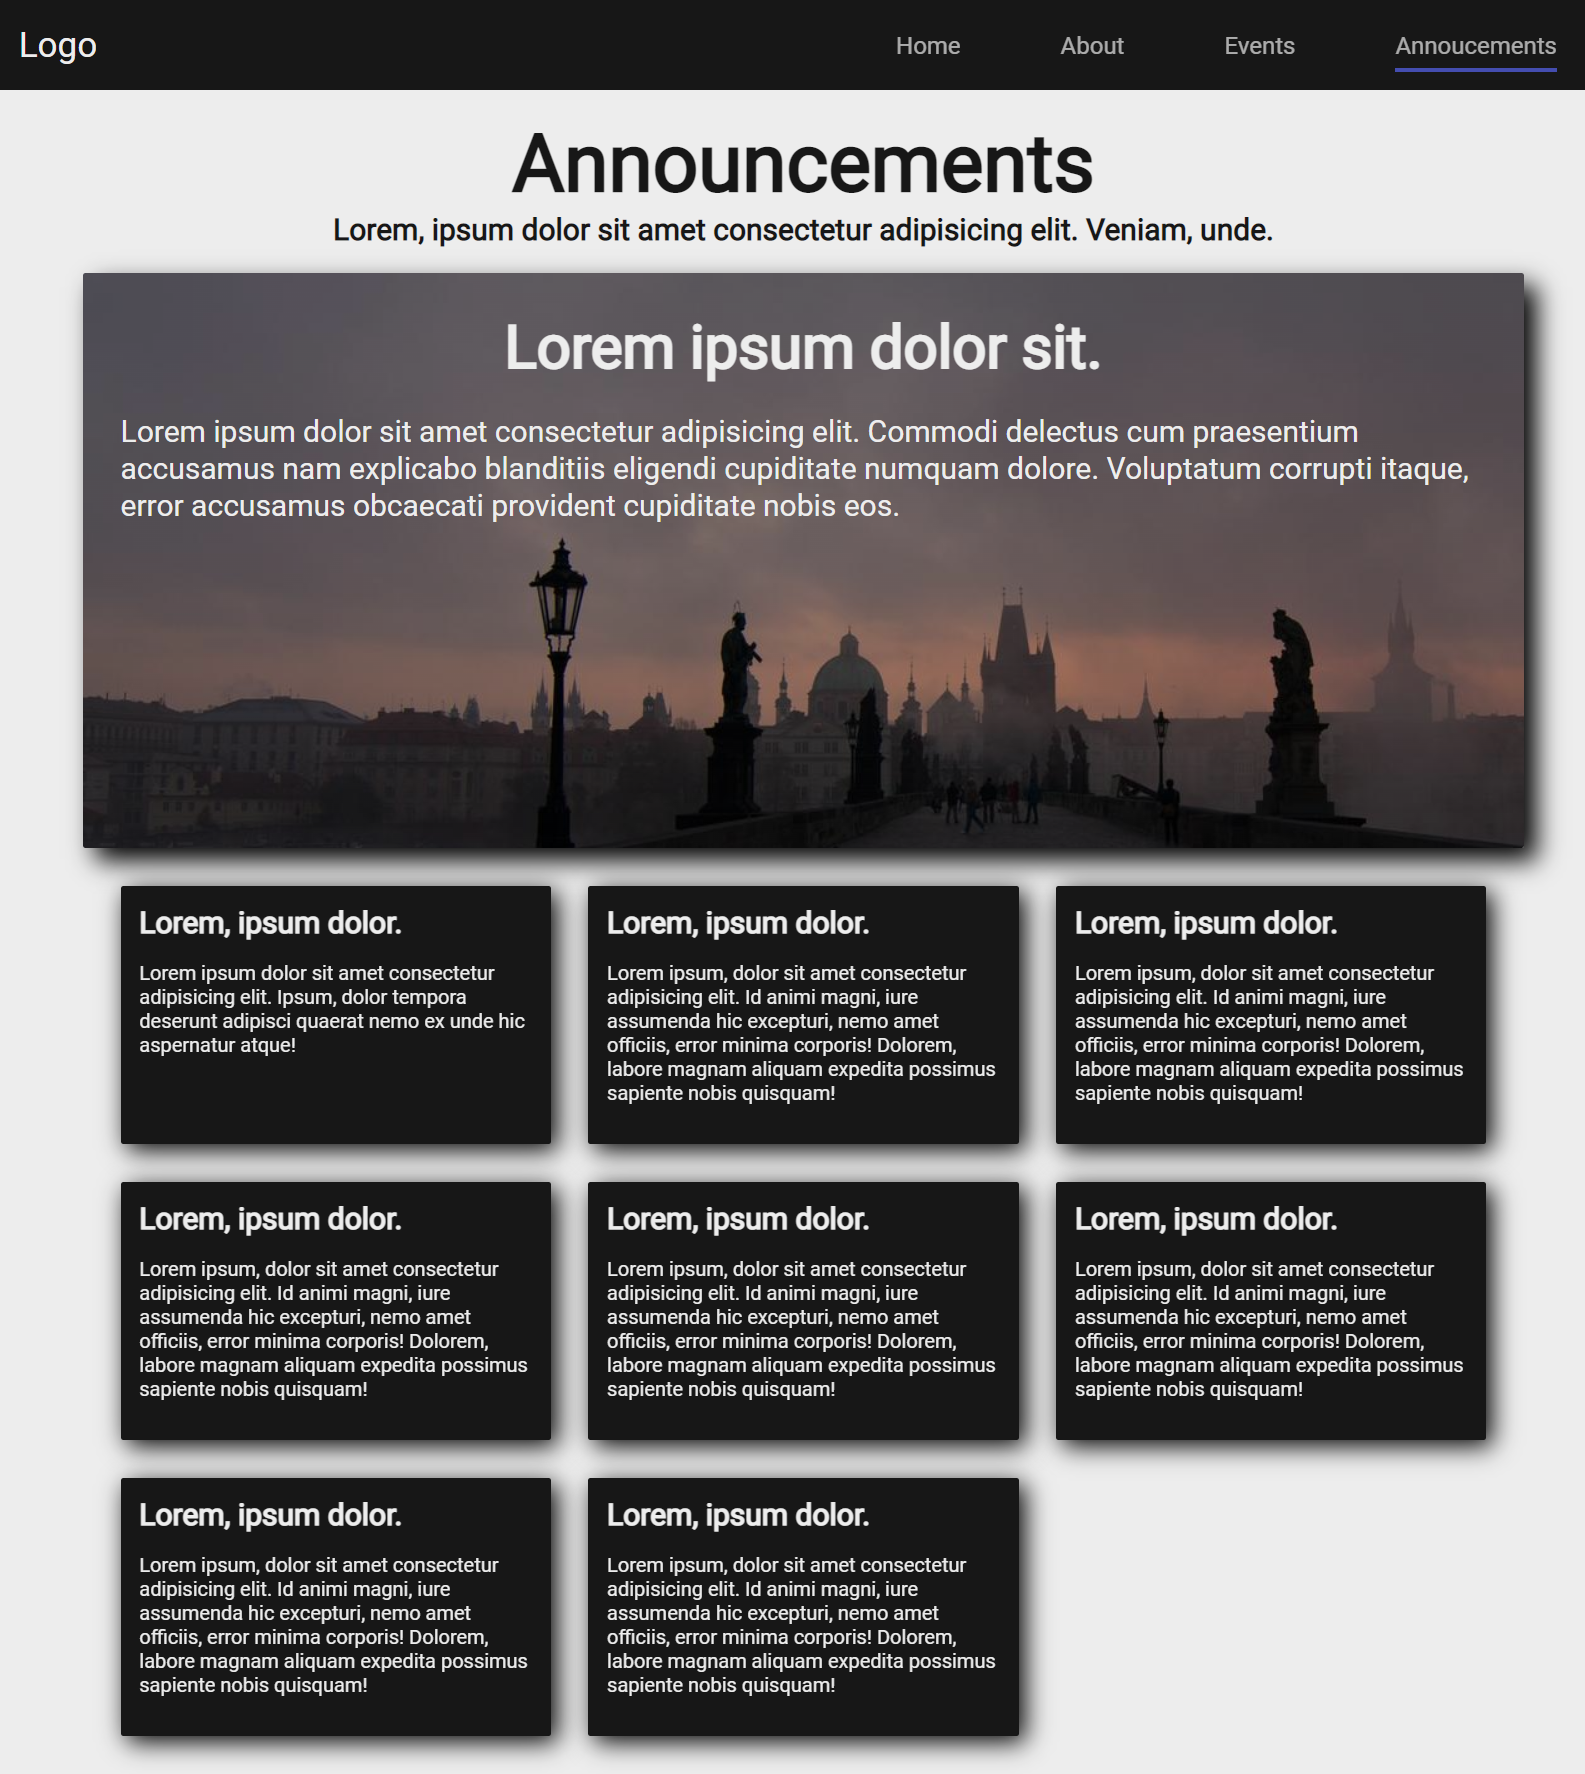 Logo
Home About Events Annoucements
Announcements
Lorem, ipsum dolor sit amet consectetur adipisicing elit. Veniam, unde.
Lorem ipsum dolor sit.
Lorem ipsum dolor sit amet consectetur adipisicing elit. Commodi delectus cum praesentium
accusamus nam explicabo blanditiis eligendi cupiditate numquam dolore. Voluptatum corrupti itaque,
error accusamus obcaecati provident cupiditate nobis eos.
Lorem, ipsum dolor.
Lorem ipsum dolor sit amet consectetur
adipisicing elit. Ipsum, dolor tempora
deserunt adipisci quaerat nemo ex unde hic
aspernatur atque!
Lorem, ipsum dolor.
Lorem ipsum, dolor sit amet consectetur
adipisicing elit. Id animi magni, iure
assumenda hic excepturi, nemo amet
officiis, error minima corporis! Dolorem,
labore magnam aliquam expedita possimus
sapiente nobis quisquam!
Lorem, ipsum dolor.
Lorem ipsum, dolor sit amet consectetur
adipisicing elit. Id animi magni, iure
assumenda hic excepturi, nemo amet
officiis, error minima corporis! Dolorem,
labore magnam aliquam expedita possimus
sapiente nobis quisquam!
Lorem, ipsum dolor.
Lorem ipsum, dolor sit amet consectetur
adipisicing elit. Id animi magni, iure
assumenda hic excepturi, nemo amet
officiis, error minima corporis! Dolorem,
labore magnam aliquam expedita possimus
sapiente nobis quisquam!
Lorem, ipsum dolor.
Lorem ipsum, dolor sit amet consectetur
adipisicing elit. Id animi magni, iure
assumenda hic excepturi, nemo amet
officiis, error minima corporis! Dolorem,
labore magnam aliquam expedita possimus
sapiente nobis quisquam!
Lorem, ipsum dolor.
Lorem ipsum, dolor sit amet consectetur
adipisicing elit. Id animi magni, iure
assumenda hic excepturi, nemo amet
officiis, error minima corporis! Dolorem,
labore magnam aliquam expedita possimus
sapiente nobis quisquam!
Lorem, ipsum dolor.
Lorem ipsum, dolor sit amet consectetur
adipisicing elit. Id animi magni, iure
assumenda hic excepturi, nemo amet
officiis, error minima corporis! Dolorem,
labore magnam aliquam expedita possimus
sapiente nobis quisquam!
Lorem, ipsum dolor.
Lorem ipsum, dolor sit amet consectetur
adipisicing elit. Id animi magni, iure
assumenda hic excepturi, nemo amet
officiis, error minima corporis! Dolorem,
labore magnam aliquam expedita possimus
sapiente nobis quisquam!